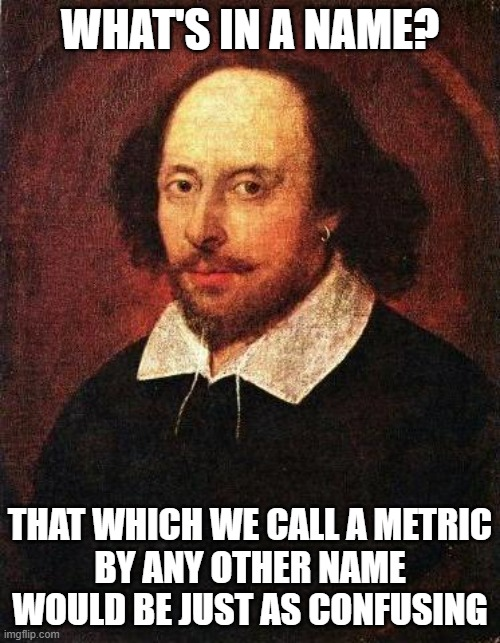 WHAT'S IN A NAME?
THAT WHICH WE CALL A METRIC
BY ANY OTHER NAME
WOULD BE JUST AS CONFUSING
imgflip.com